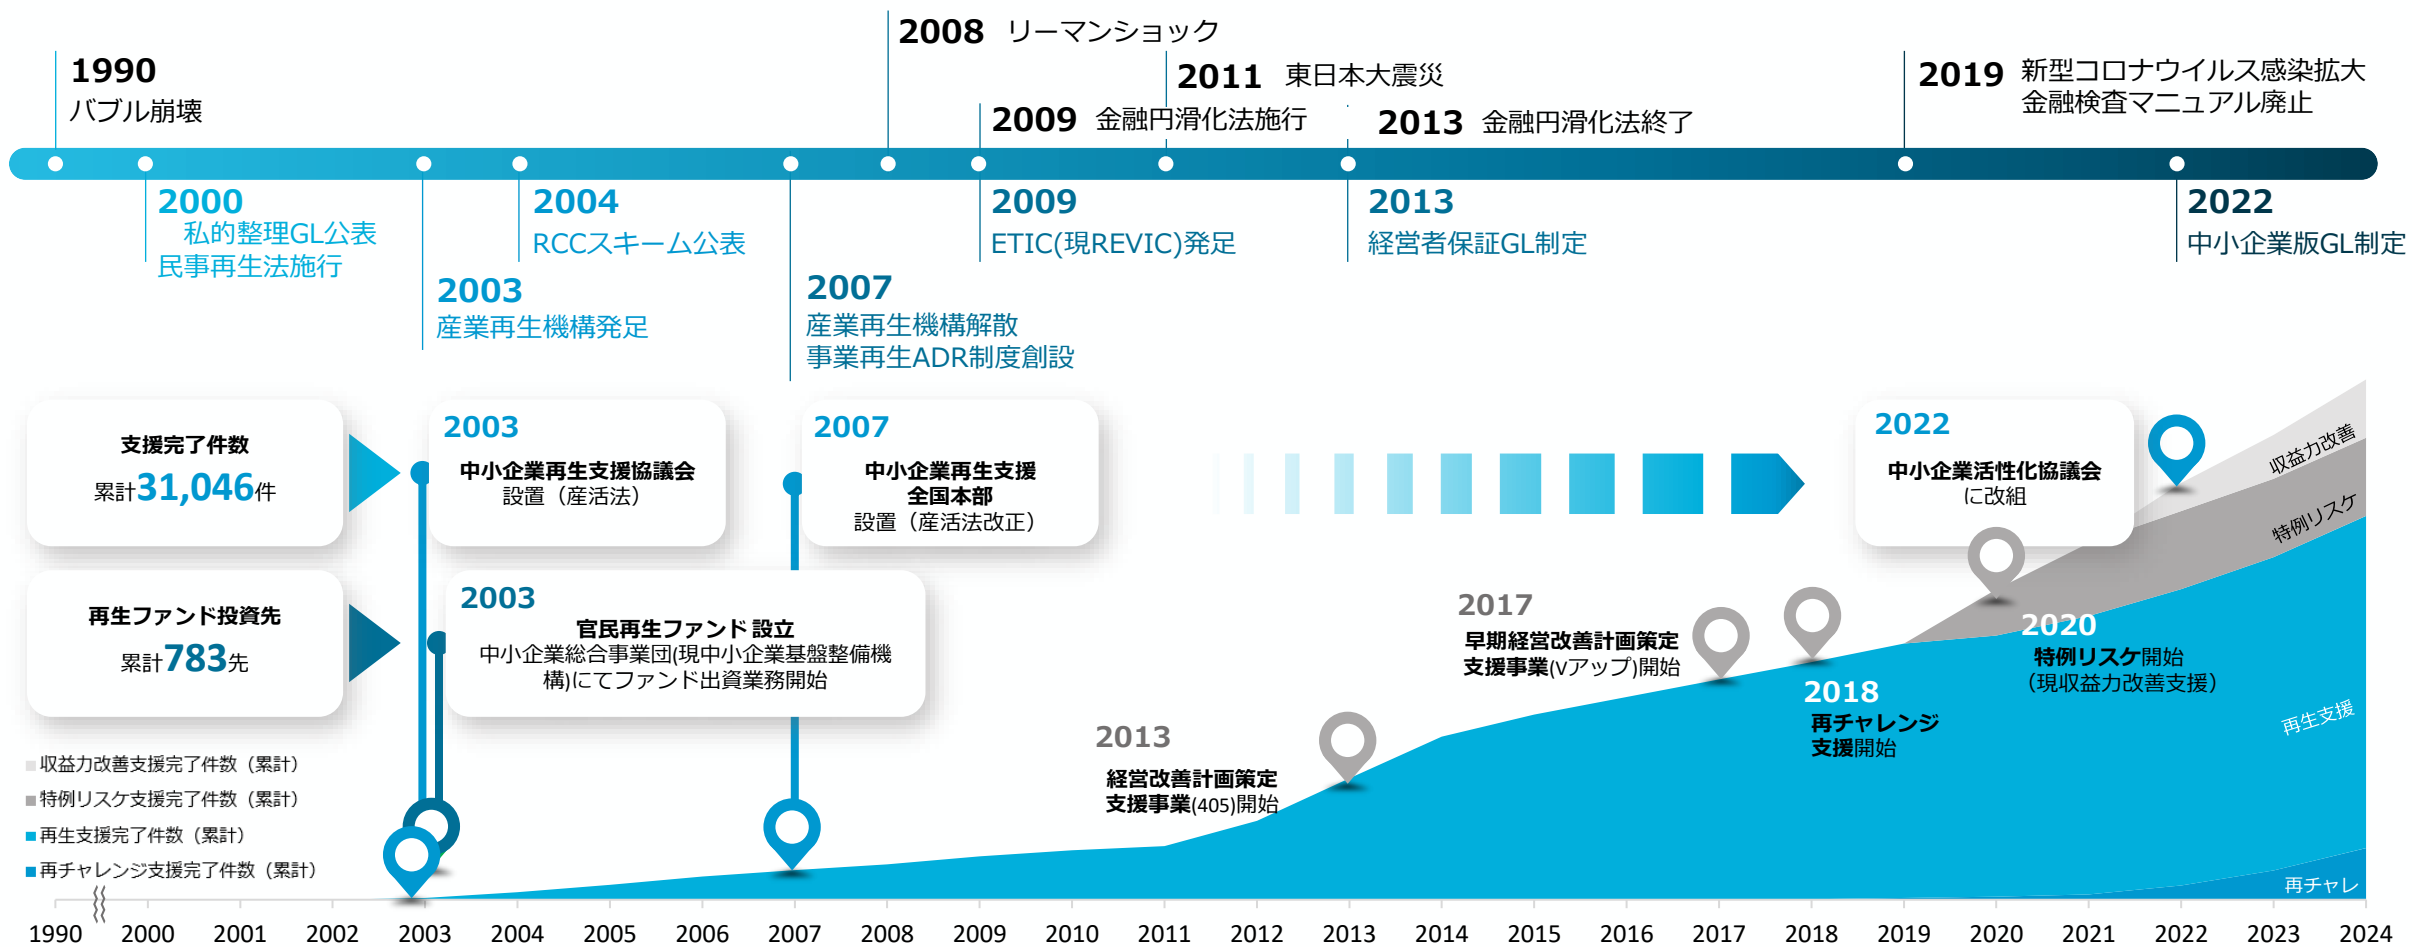 2008 リーマンショック
1990
バブル崩壊
2011 東日本大震災
2009 金融円滑化法施行
2013 金融円滑化法終了
2019 新型コロナウイルス感染拡大
金融検査マニュアル廃止
2000
私的整理GL公表
民事再生法施行
2003
産業再生機構発足
2004
RCCスキーム公表
2007
産業再生機構解散
事業再生ADR制度創設
2009
ETIC(現REVIC)発足
2013
経営者保証GL制定
2022
中小企業版GL制定
支援完了件数
累計31,046件
2003
中小企業再生支援協議会
設置（産活法）
2007
中小企業再生支援
全国本部
設置（産活法改正）
2022
中小企業活性化協議会
に改組
再生ファンド投資先
累計783先
2003
官民再生ファンド 設立
中小企業総合事業団(現中小企業基盤整備機
構)にてファンド出資業務開始
2013
経営改善計画策定
支援事業(405)開始
2017
早期経営改善計画策定
支援事業(Vアップ)開始
2018
再チャレンジ
支援開始
2020
特例リスケ開始
（現収益力改善支援）
収益力改善
特例リスケ
再生支援
再チャレ
収益力改善支援完了件数（累計）
特例リスケ支援完了件数（累計）
再生支援完了件数（累計）
再チャレンジ支援完了件数（累計）
1990 2000 2001 2002 2003 2004 2005 2006 2007 2008 2009 2010 2011 2012 2013 2014 2015 2016 2017 2018 2019 2020 2021 2022 2023 2024